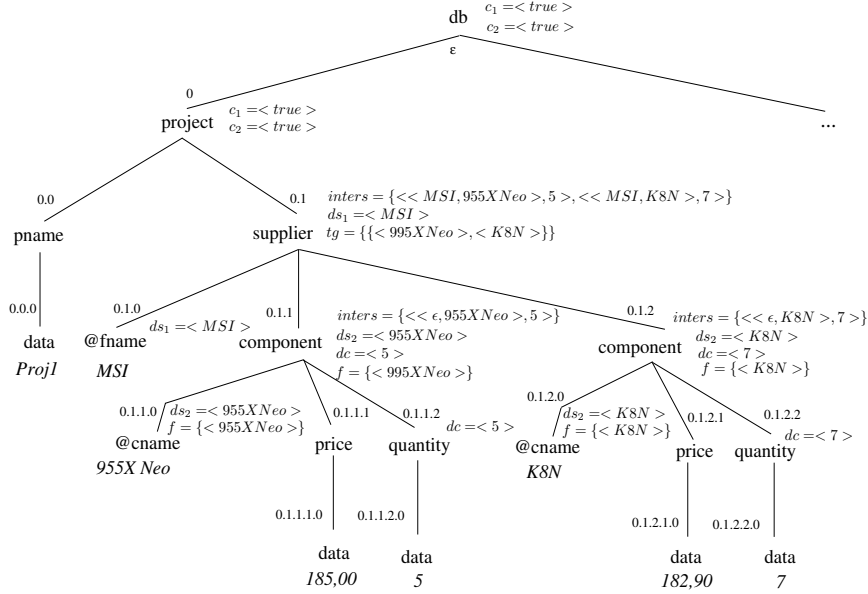 db
c₁ =< true >
c₂ =< true >
ε
0
project
c₁ =< true >
c₂ =< true >
...
0.0
pname
0.1
supplier
inters = {<< MSI, 955XNeo >, 5 >, << MSI, K8N >, 7 >}
ds₁ =< MSI >
tg = {{< 995XNeo >, < K8N >}}
0.0.0
data
Proj1
0.1.0
@fname
MSI
ds₁ =< MSI >
0.1.1
component
inters = {<< ϵ, 955XNeo >, 5 >}
ds₂ =< 955XNeo >
dc =< 5 >
f = {< 995XNeo >}
0.1.2
component
inters = {<< ϵ, K8N >, 7 >}
ds₂ =< K8N >
dc =< 7 >
f = {< K8N >}
0.1.1.0
@cname
955X Neo
ds₂ =< 955XNeo >
f = {< 955XNeo >}
0.1.1.1
price
0.1.1.2
quantity
dc =< 5 >
0.1.2.0
@cname
K8N
ds₂ =< K8N >
f = {< K8N >}
0.1.2.1
price
0.1.2.2
quantity
dc =< 7 >
0.1.1.1.0
data
185,00
0.1.1.2.0
data
5
0.1.2.1.0
data
182,90
0.1.2.2.0
data
7